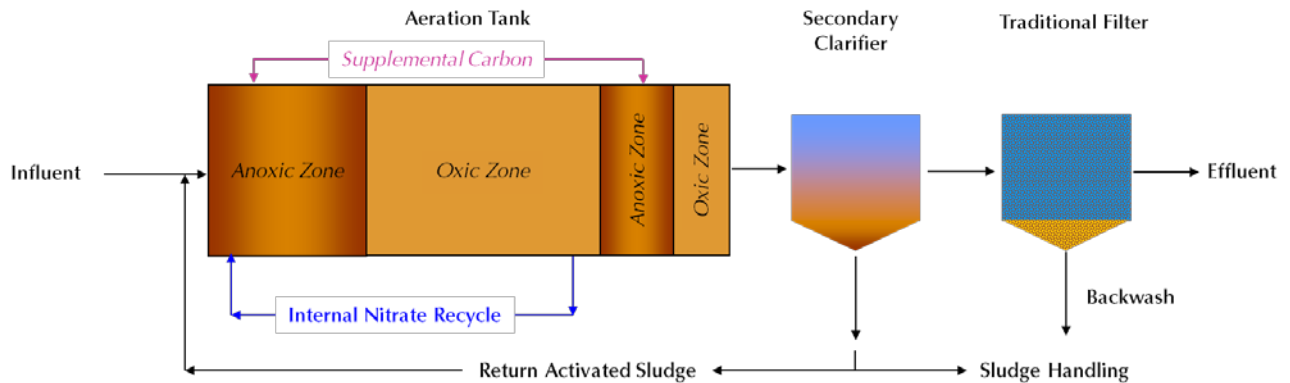 Aeration Tank
Secondary
Clarifier
Traditional Filter
Supplemental Carbon
Influent
Anoxic Zone
Oxic Zone
Anoxic Zone
Oxic Zone
Effluent
Internal Nitrate Recycle
Backwash
Return Activated Sludge
Sludge Handling